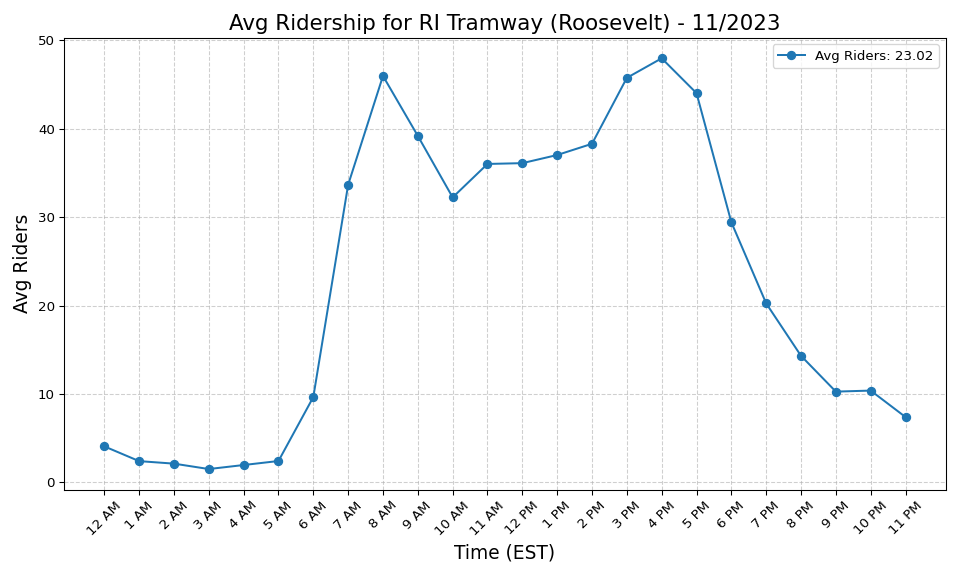 Avg Ridership for RI Tramway (Roosevelt) - 11/2023
Avg Riders: 23.02
Avg Riders
50
40
30
20
10
0
12 AM
1 AM
2 AM
3 AM
4 AM
5 AM
6 AM
7 AM
8 AM
9 AM
10 AM
11 AM
12 PM
1 PM
2 PM
3 PM
4 PM
5 PM
6 PM
7 PM
8 PM
9 PM
10 PM
11 PM
Time (EST)